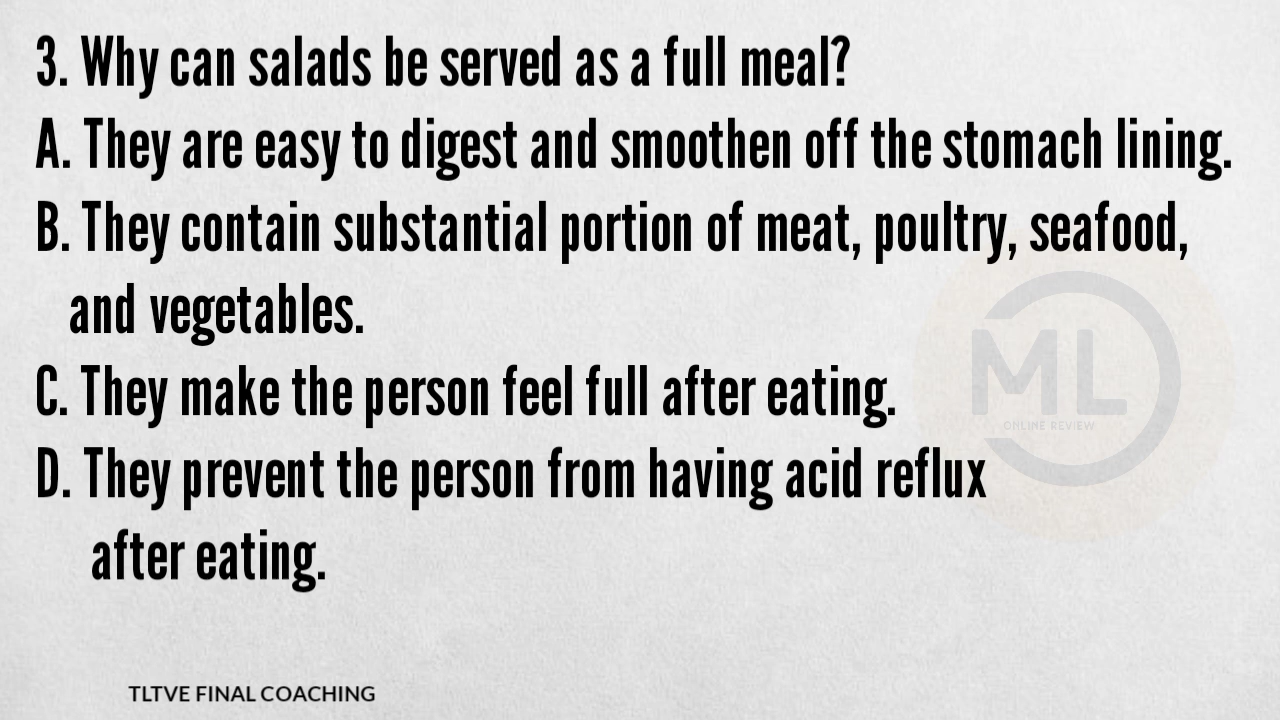 3. Why can salads be served as a full meal?
A. They are easy to digest and smoothen off the stomach lining.
B. They contain substantial portion of meat, poultry, seafood,
and vegetables.
C. They make the person feel full after eating.
D. They prevent the person from having acid reflux
after eating.
ML
ONLINE REVIEW
TLTVE FINAL COACHING